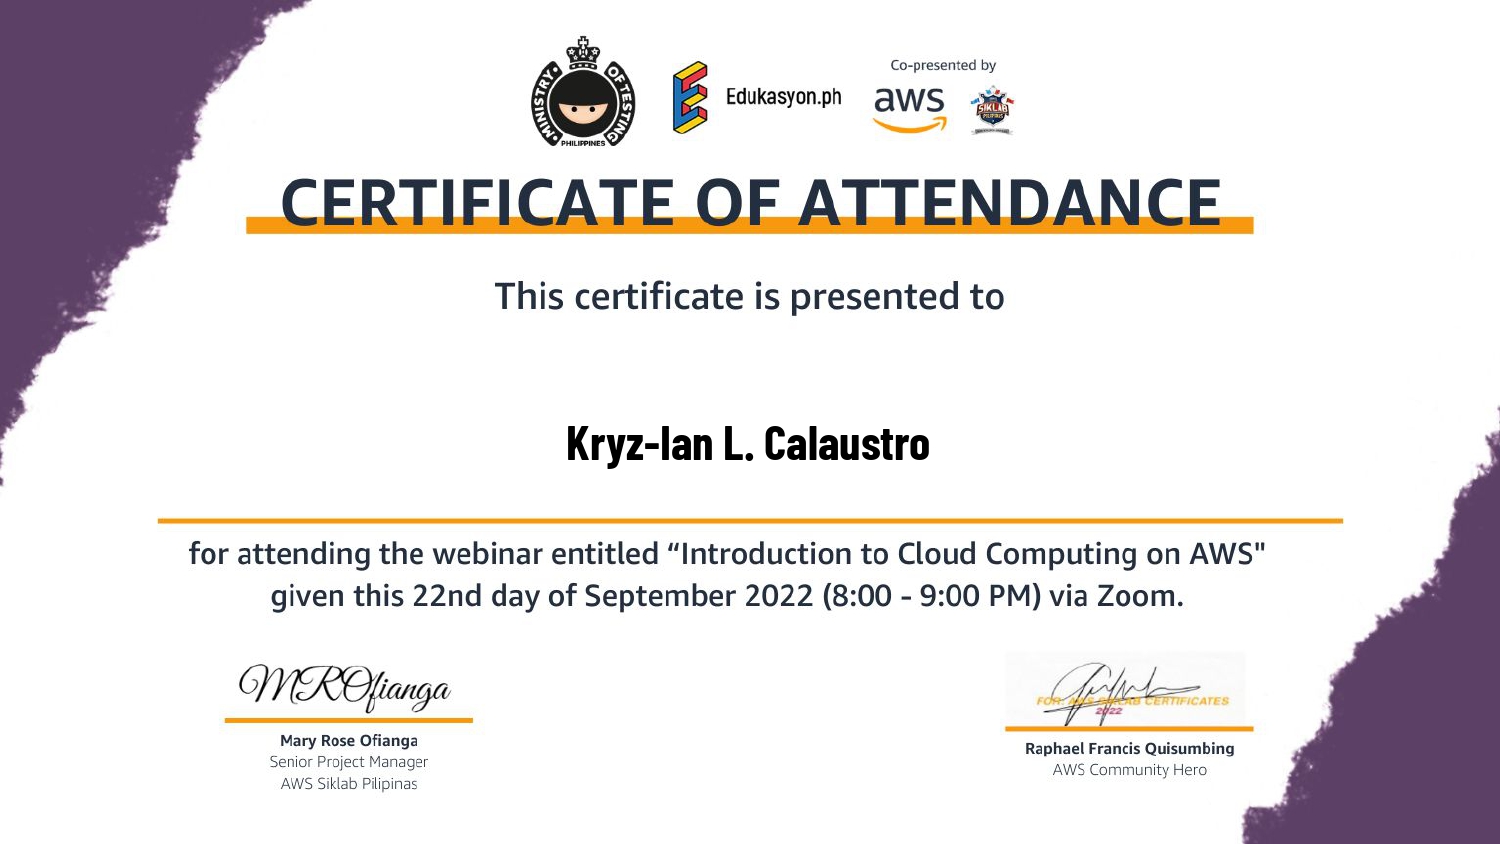 MINISTRY OF TESTING
PHILIPPINES
Edukasyon.ph
Co-presented by
aws
SIKLAB
PILIPINAS
CERTIFICATE OF ATTENDANCE
This certificate is presented to
Kryz-Ian L. Calaustro
for attending the webinar entitled “Introduction to Cloud Computing on AWS"
given this 22nd day of September 2022 (8:00 - 9:00 PM) via Zoom.
MROfianga
Mary Rose Ofianga
Senior Project Manager
AWS Siklab Pilipinas
FOR: AWS SIKLAB CERTIFICATES
2022
Raphael Francis Quisumbing
AWS Community Hero